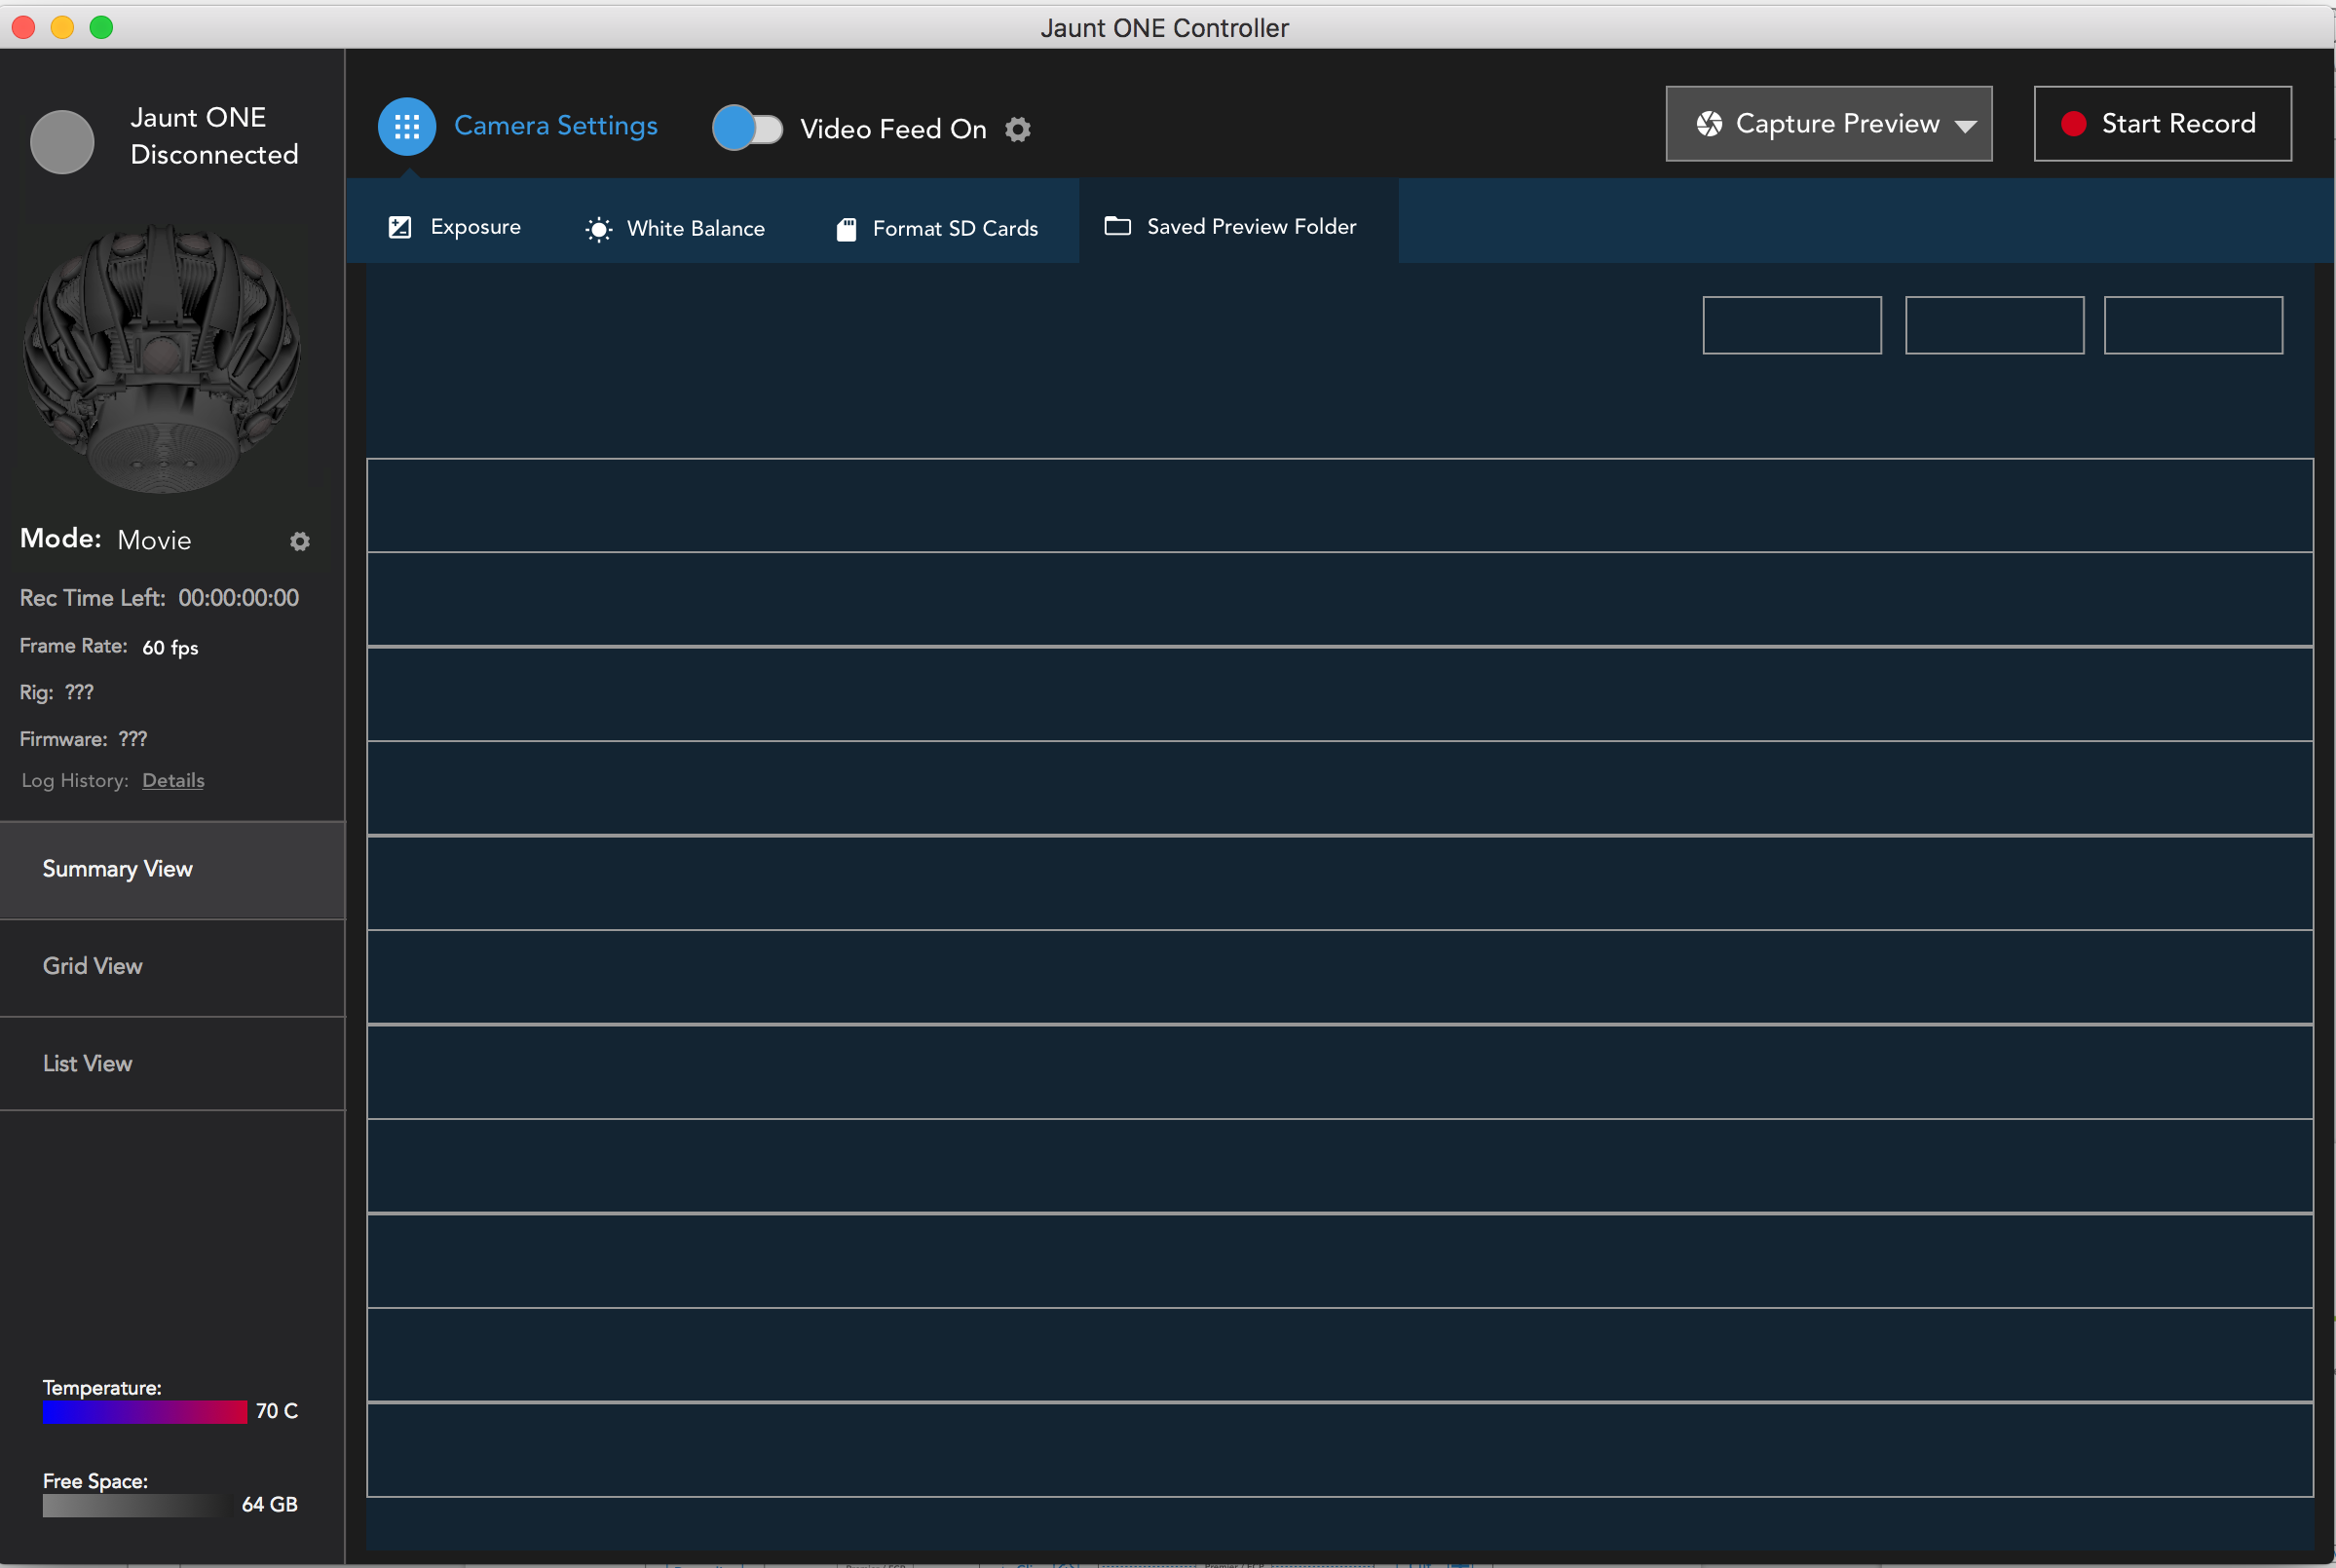 Jaunt ONE Controller
Jaunt ONE
Disconnected
Camera Settings
Video Feed On
Capture Preview
Start Record
Exposure
White Balance
Format SD Cards
Saved Preview Folder
Mode: Movie
Rec Time Left: 00:00:00:00
Frame Rate: 60 fps
Rig: ???
Firmware: ???
Log History: Details
Summary View
Grid View
List View
Temperature:
70 C
Free Space:
64 GB